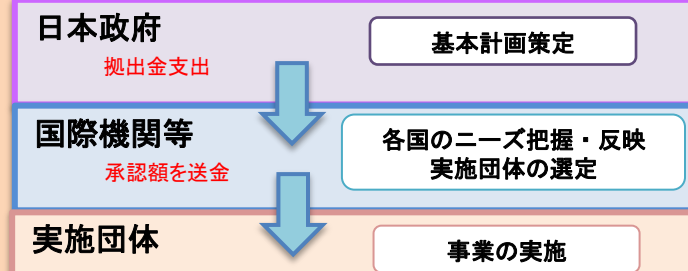 日本政府
基本計画策定
拠出金支出
国際機関等
各国のニーズ把握・反映
実施団体の選定
承認額を送金
実施団体
事業の実施